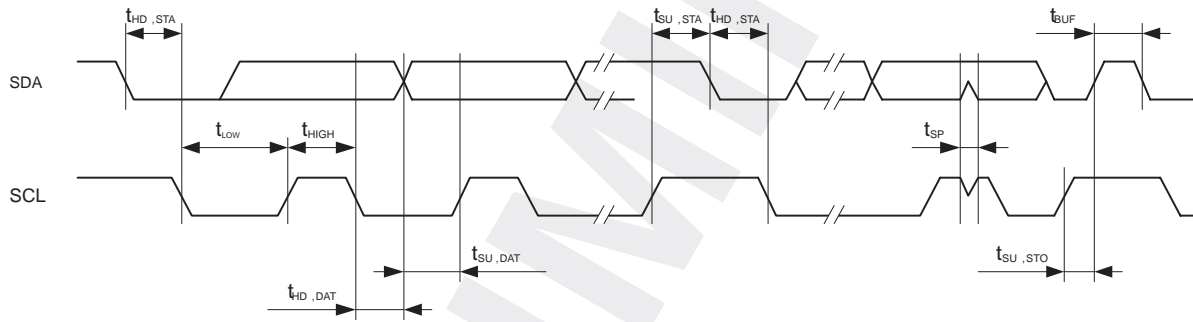 tHD,STA
tSU,STA
tHD,STA
tBUF
SDA
tLOW
tHIGH
tSP
SCL
tSU,DAT
tSU,STO
tHD,DAT